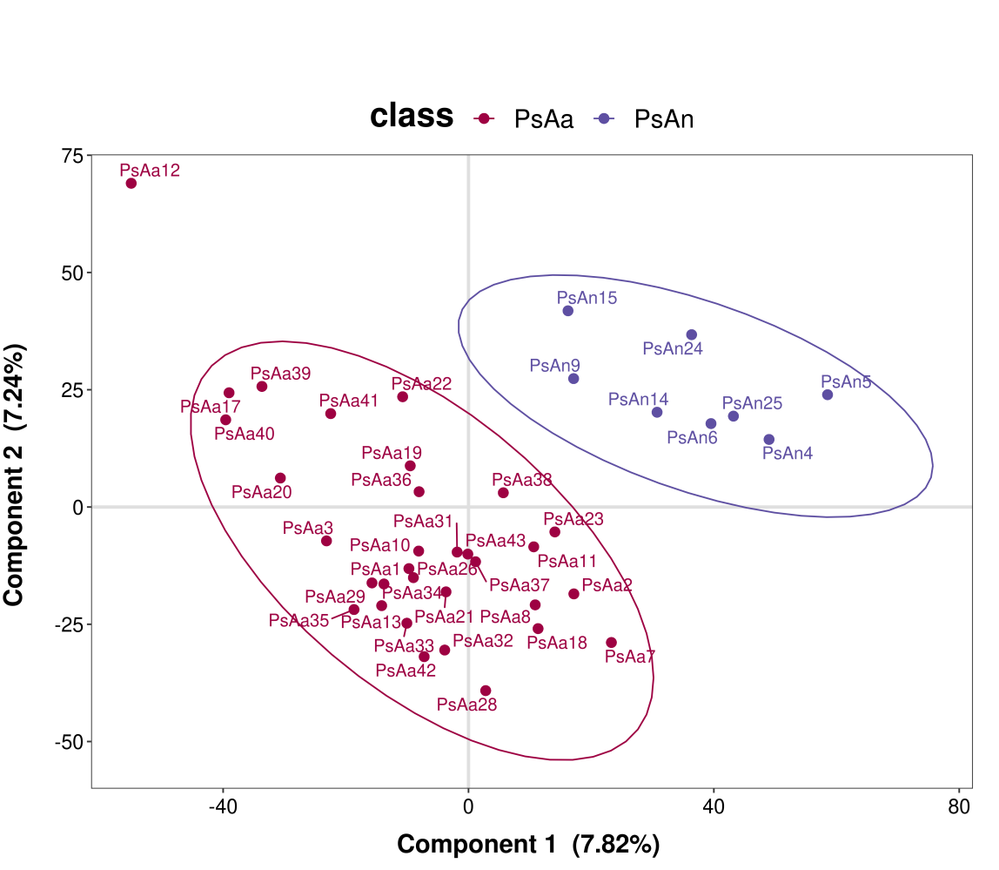 class PsAa PsAn
75
PsAa12
50
PsAn15
PsAn24
PsAn9
PsAa39
PsAa22
PsAn5
25
PsAa17
PsAa41
PsAn14
PsAn25
PsAa40
PsAn6
PsAn4
PsAa19
PsAa36
PsAa38
PsAa20
0
PsAa31
PsAa23
PsAa3
PsAa10
PsAa43
PsAa11
PsAa1
PsAa26
PsAa37
PsAa2
PsAa29
PsAa34
PsAa35
PsAa13
PsAa21
PsAa8
-25
PsAa33
PsAa32
PsAa18
PsAa7
PsAa42
PsAa28
-50
-40
0
40
80
Component 1 (7.82%)
Component 2 (7.24%)